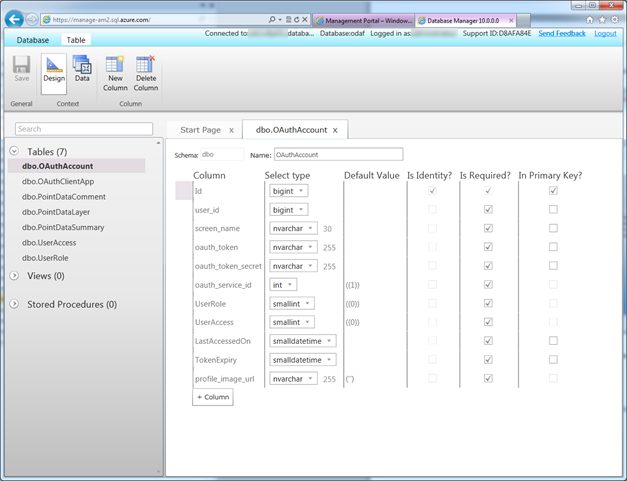 https://manage-am2.sql.azure.com/
Management Portal – Window...
Database Manager 10.0.0.0
Database Table
Connected to: databa... Database:odaf Logged in as: Support ID:D8AFA84E Send Feedback Logout
Save Design Data New Column Delete Column
General Context Column
Search
Tables (7)
dbo.OAuthAccount
dbo.OAuthClientApp
dbo.PointDataComment
dbo.PointDataLayer
dbo.PointDataSummary
dbo.UserAccess
dbo.UserRole
Views (0)
Stored Procedures (0)
Start Page x dbo.OAuthAccount x
Schema: dbo Name: OAuthAccount
Column Select type Default Value Is Identity? Is Required? In Primary Key?
Id bigint
user_id bigint
screen_name nvarchar 30
oauth_token nvarchar 255
oauth_token_secret nvarchar 255
oauth_service_id int ((1))
UserRole smallint ((0))
UserAccess smallint ((0))
LastAccessedOn smalldatetime
TokenExpiry smalldatetime
profile_image_url nvarchar 255 ('')
+ Column